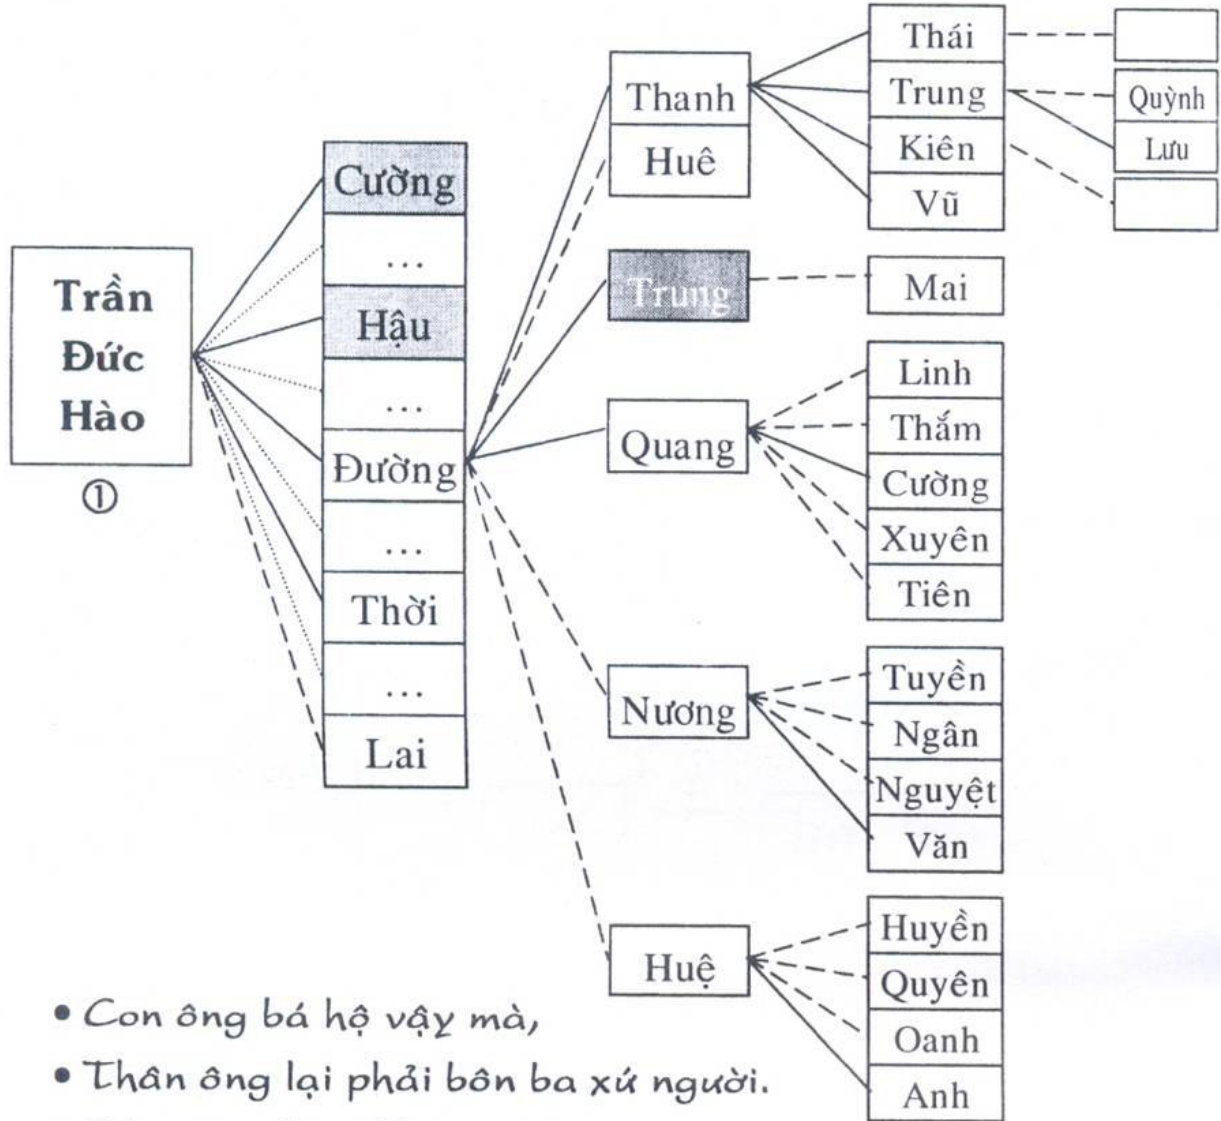 Trần
Đức
Hào
①
Cường
...
Hậu
...
Đường
...
Thời
...
Lai
Thanh
Huê
Trung
Quang
Nương
Huệ
Thái
Trung
Kiên
Vũ
Mai
Linh
Thắm
Cường
Xuyên
Tiên
Tuyền
Ngân
Nguyệt
Văn
Huyền
Quyên
Oanh
Anh
Quỳnh
Lưu
• Con ông bá hộ vậy mà,
• Thân ông lại phải bôn ba xứ người.